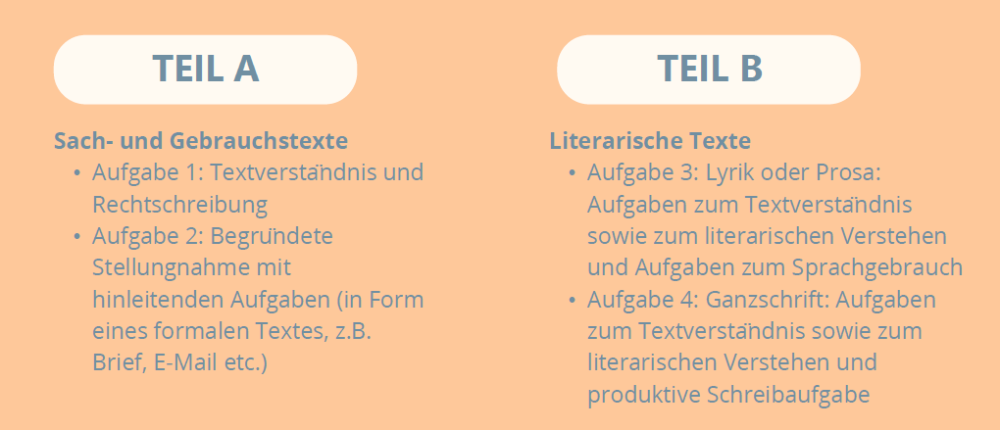 TEIL A
Sach- und Gebrauchstexte
• Aufgabe 1: Textverständnis und
Rechtschreibung
• Aufgabe 2: Begründete
Stellungnahme mit
hinleitenden Aufgaben (in Form
eines formalen Textes, z.B.
Brief, E-Mail etc.)
TEIL B
Literarische Texte
• Aufgabe 3: Lyrik oder Prosa:
Aufgaben zum Textverständnis
sowie zum literarischen Verstehen
und Aufgaben zum Sprachgebrauch
• Aufgabe 4: Ganzschrift: Aufgaben
zum Textverständnis sowie zum
literarischen Verstehen und
produktive Schreibaufgabe